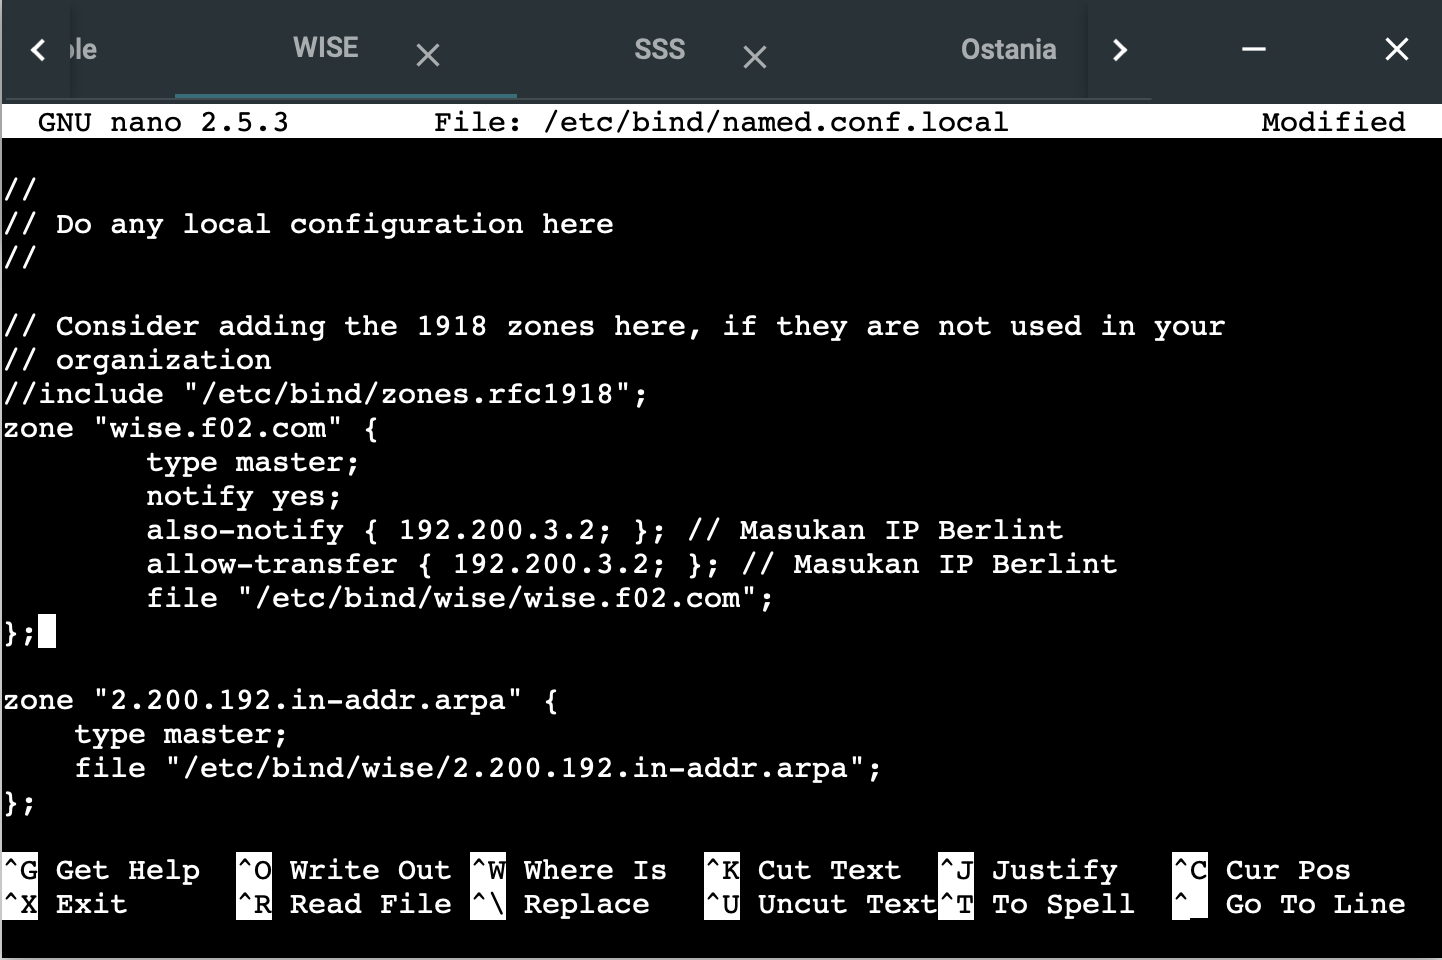 WISE SSS Ostania
GNU nano 2.5.3 File: /etc/bind/named.conf.local Modified
//
// Do any local configuration here
//
// Consider adding the 1918 zones here, if they are not used in your
// organization
//include "/etc/bind/zones.rfc1918";
zone "wise.f02.com" {
type master;
notify yes;
also-notify { 192.200.3.2; }; // Masukan IP Berlint
allow-transfer { 192.200.3.2; }; // Masukan IP Berlint
file "/etc/bind/wise/wise.f02.com";
};
zone "2.200.192.in-addr.arpa" {
type master;
file "/etc/bind/wise/2.200.192.in-addr.arpa";
};
^G Get Help ^O Write Out ^W Where Is ^K Cut Text ^J Justify ^C Cur Pos
^X Exit ^R Read File ^\ Replace ^U Uncut Text ^T To Spell ^_ Go To Line